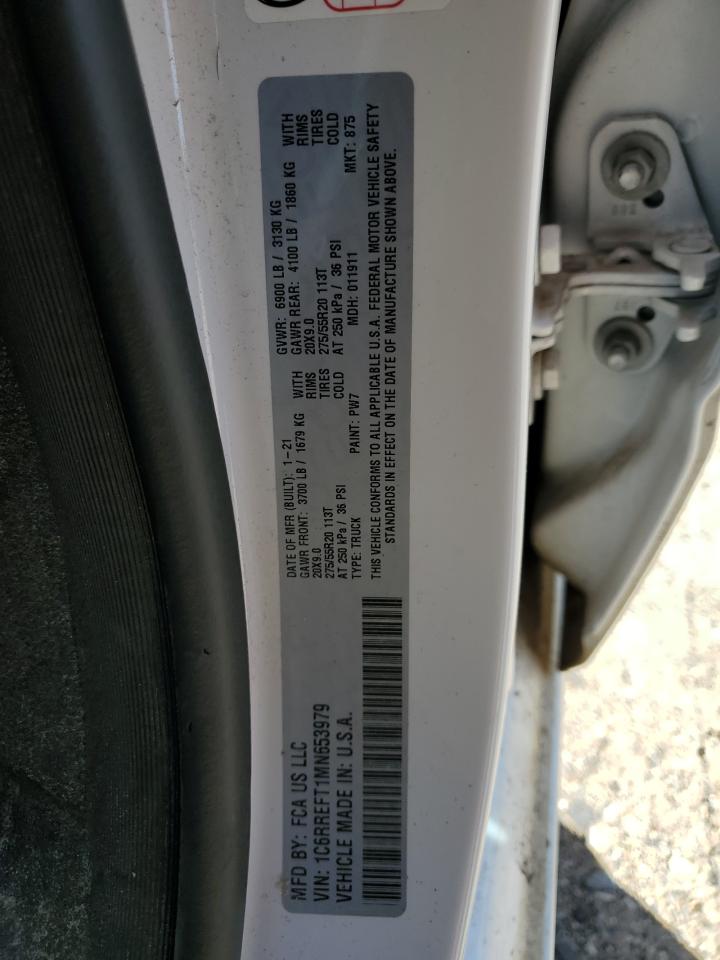 MFD BY: FCA US LLC
VIN: 1C6RREFT1MN653979
VEHICLE MADE IN: U.S.A.
DATE OF MFR (BUILT): 1-21 GVWR: 6900 LB / 3130 KG
GAWR FRONT: 3700 LB / 1679 KG WITH GAWR REAR: 4100 LB / 1860 KG WITH
20X9.0 RIMS 20X9.0 RIMS
275/55R20 113T TIRES 275/55R20 113T TIRES
AT 250 kPa / 36 PSI COLD AT 250 kPa / 36 PSI COLD
TYPE: TRUCK PAINT: PW7 MDH: 011911 MKT: 875
THIS VEHICLE CONFORMS TO ALL APPLICABLE U.S.A. FEDERAL MOTOR VEHICLE SAFETY
STANDARDS IN EFFECT ON THE DATE OF MANUFACTURE SHOWN ABOVE.